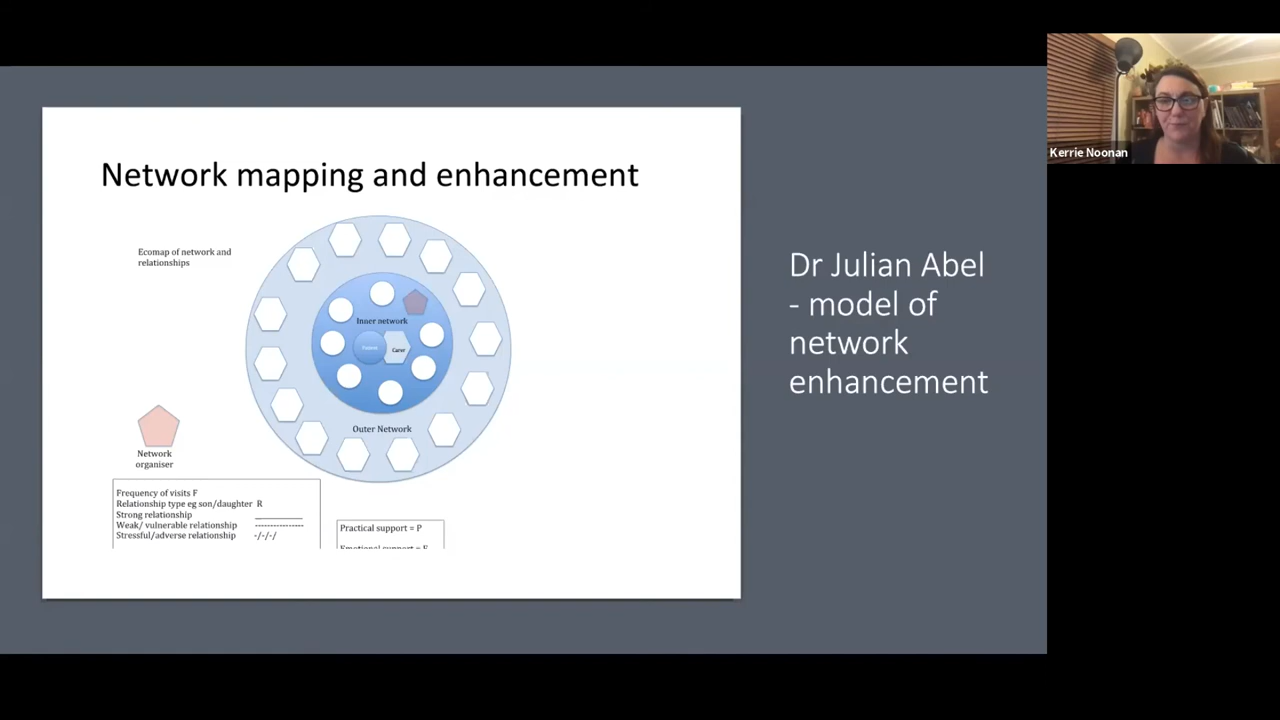 Network mapping and enhancement
Ecomap of network and
relationships
Inner network
Patient
Carer
Outer Network
Network
organiser
Frequency of visits F
Relationship type eg son/daughter R
Strong relationship
Weak/ vulnerable relationship ----------------
Stressful/adverse relationship -/-/-/
Practical support = P
Emotional support = E
Dr Julian Abel
- model of
network
enhancement
Kerrie Noonan